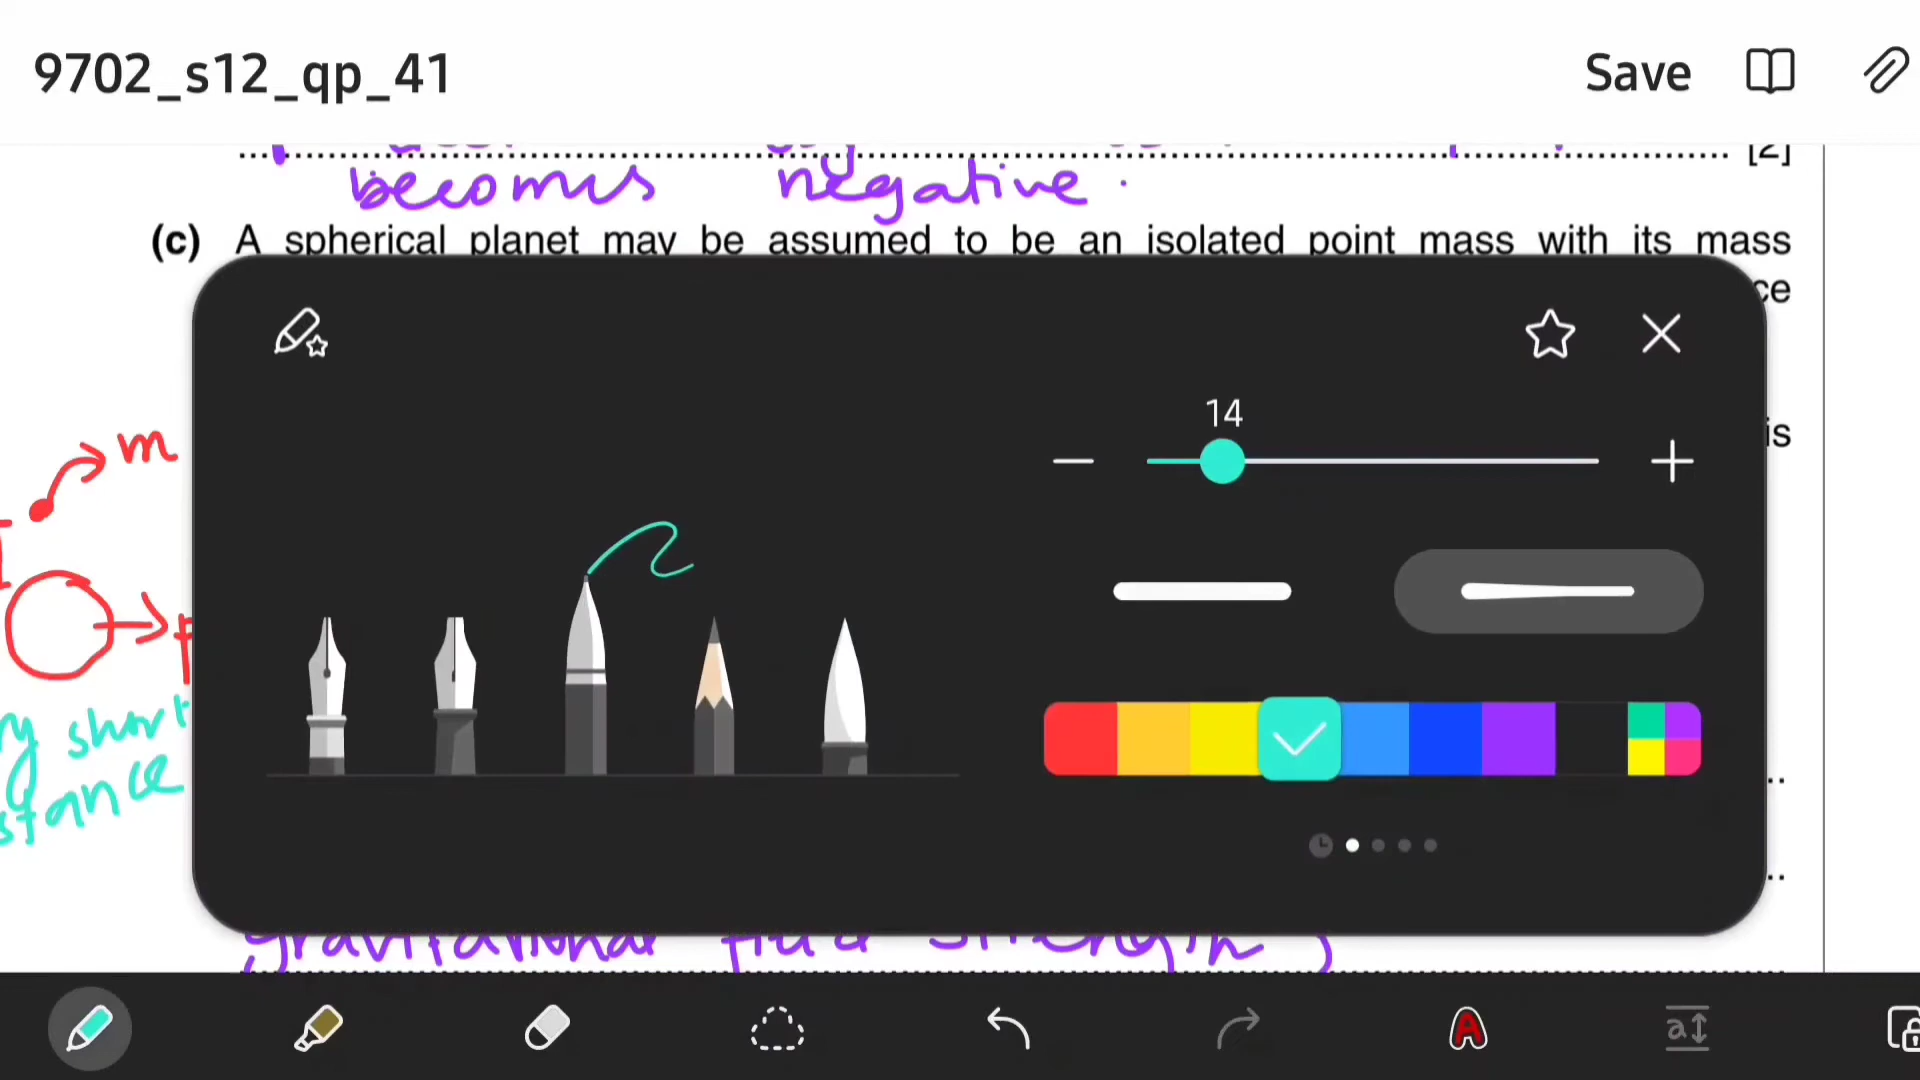 9702_s12_qp_41
Save
[2]
becomes negative.
(c) A spherical planet may be assumed to be an isolated point mass with its mass
ce
14
m
is
short
gravitational field strength
A
a